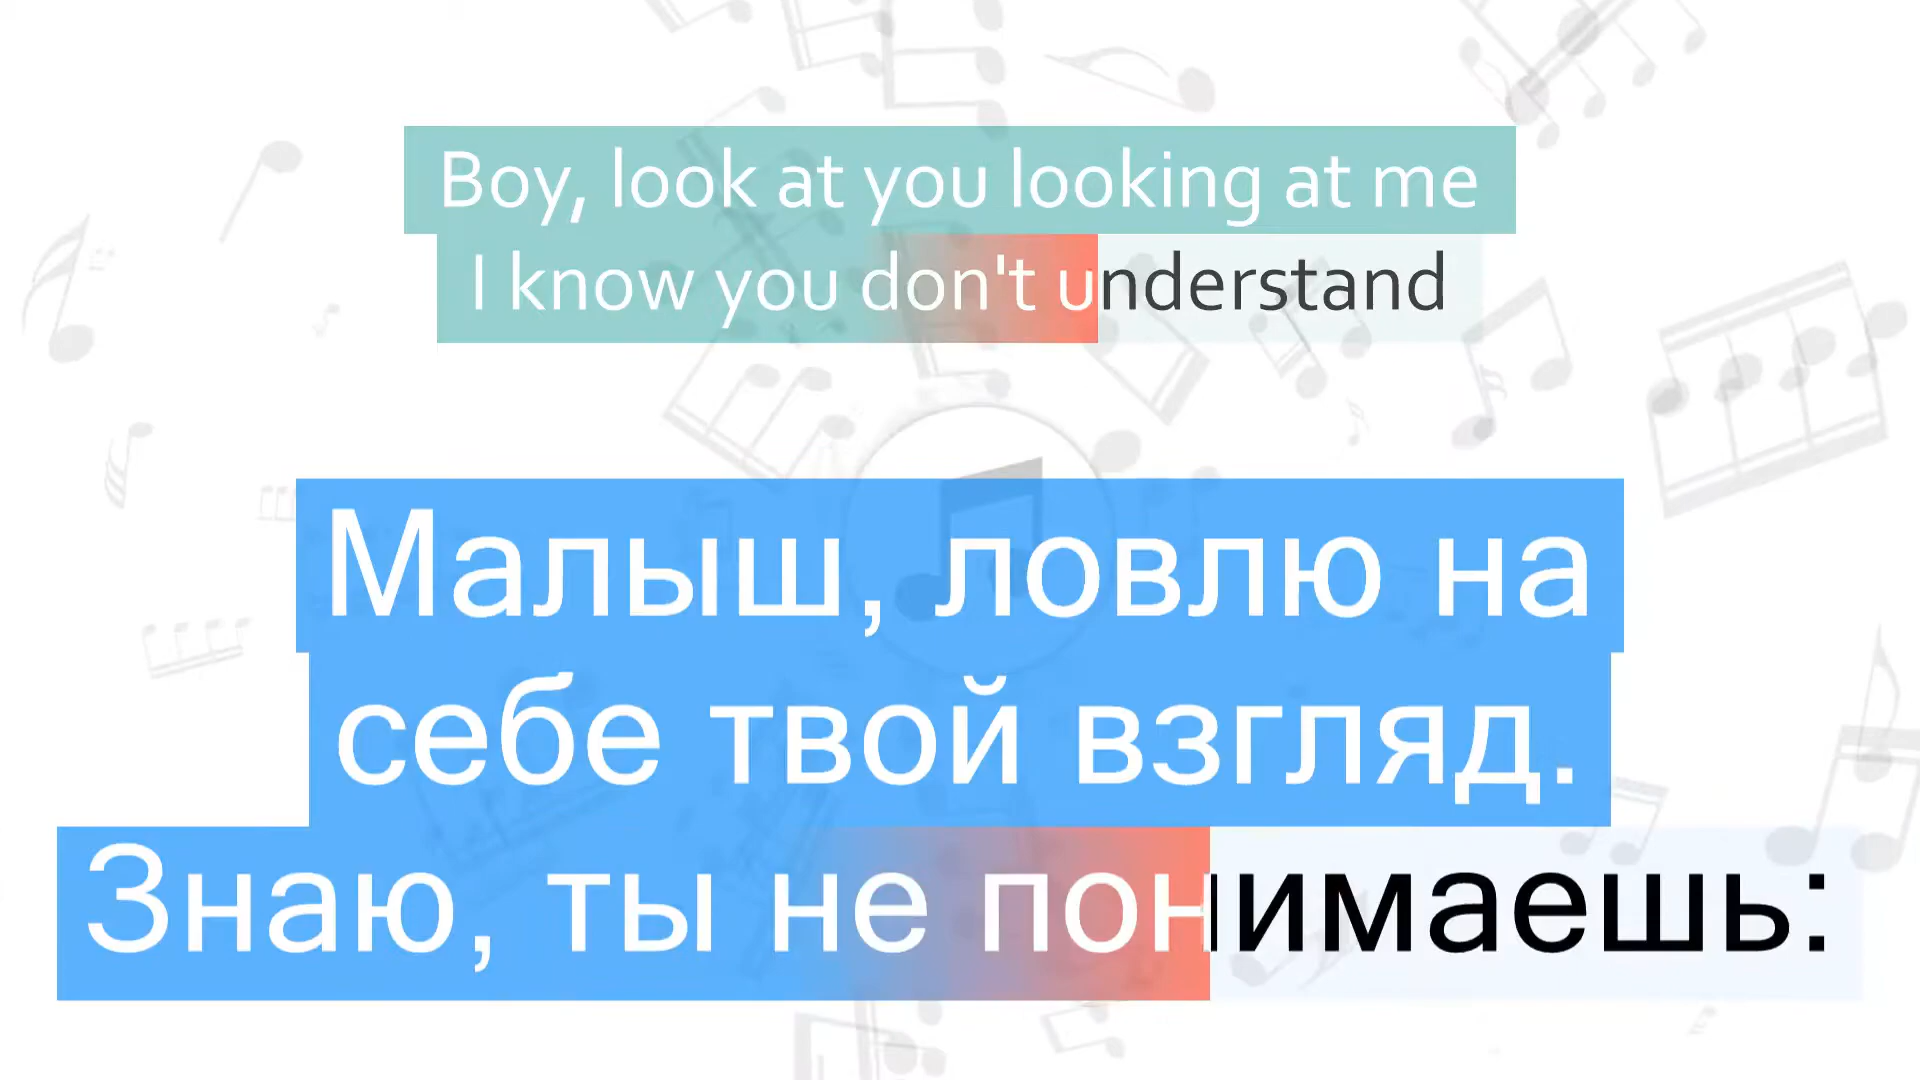 Boy, look at you looking at me
I know you don't understand
Малыш, ловлю на
себе твой взгляд.
Знаю, ты не понимаешь: